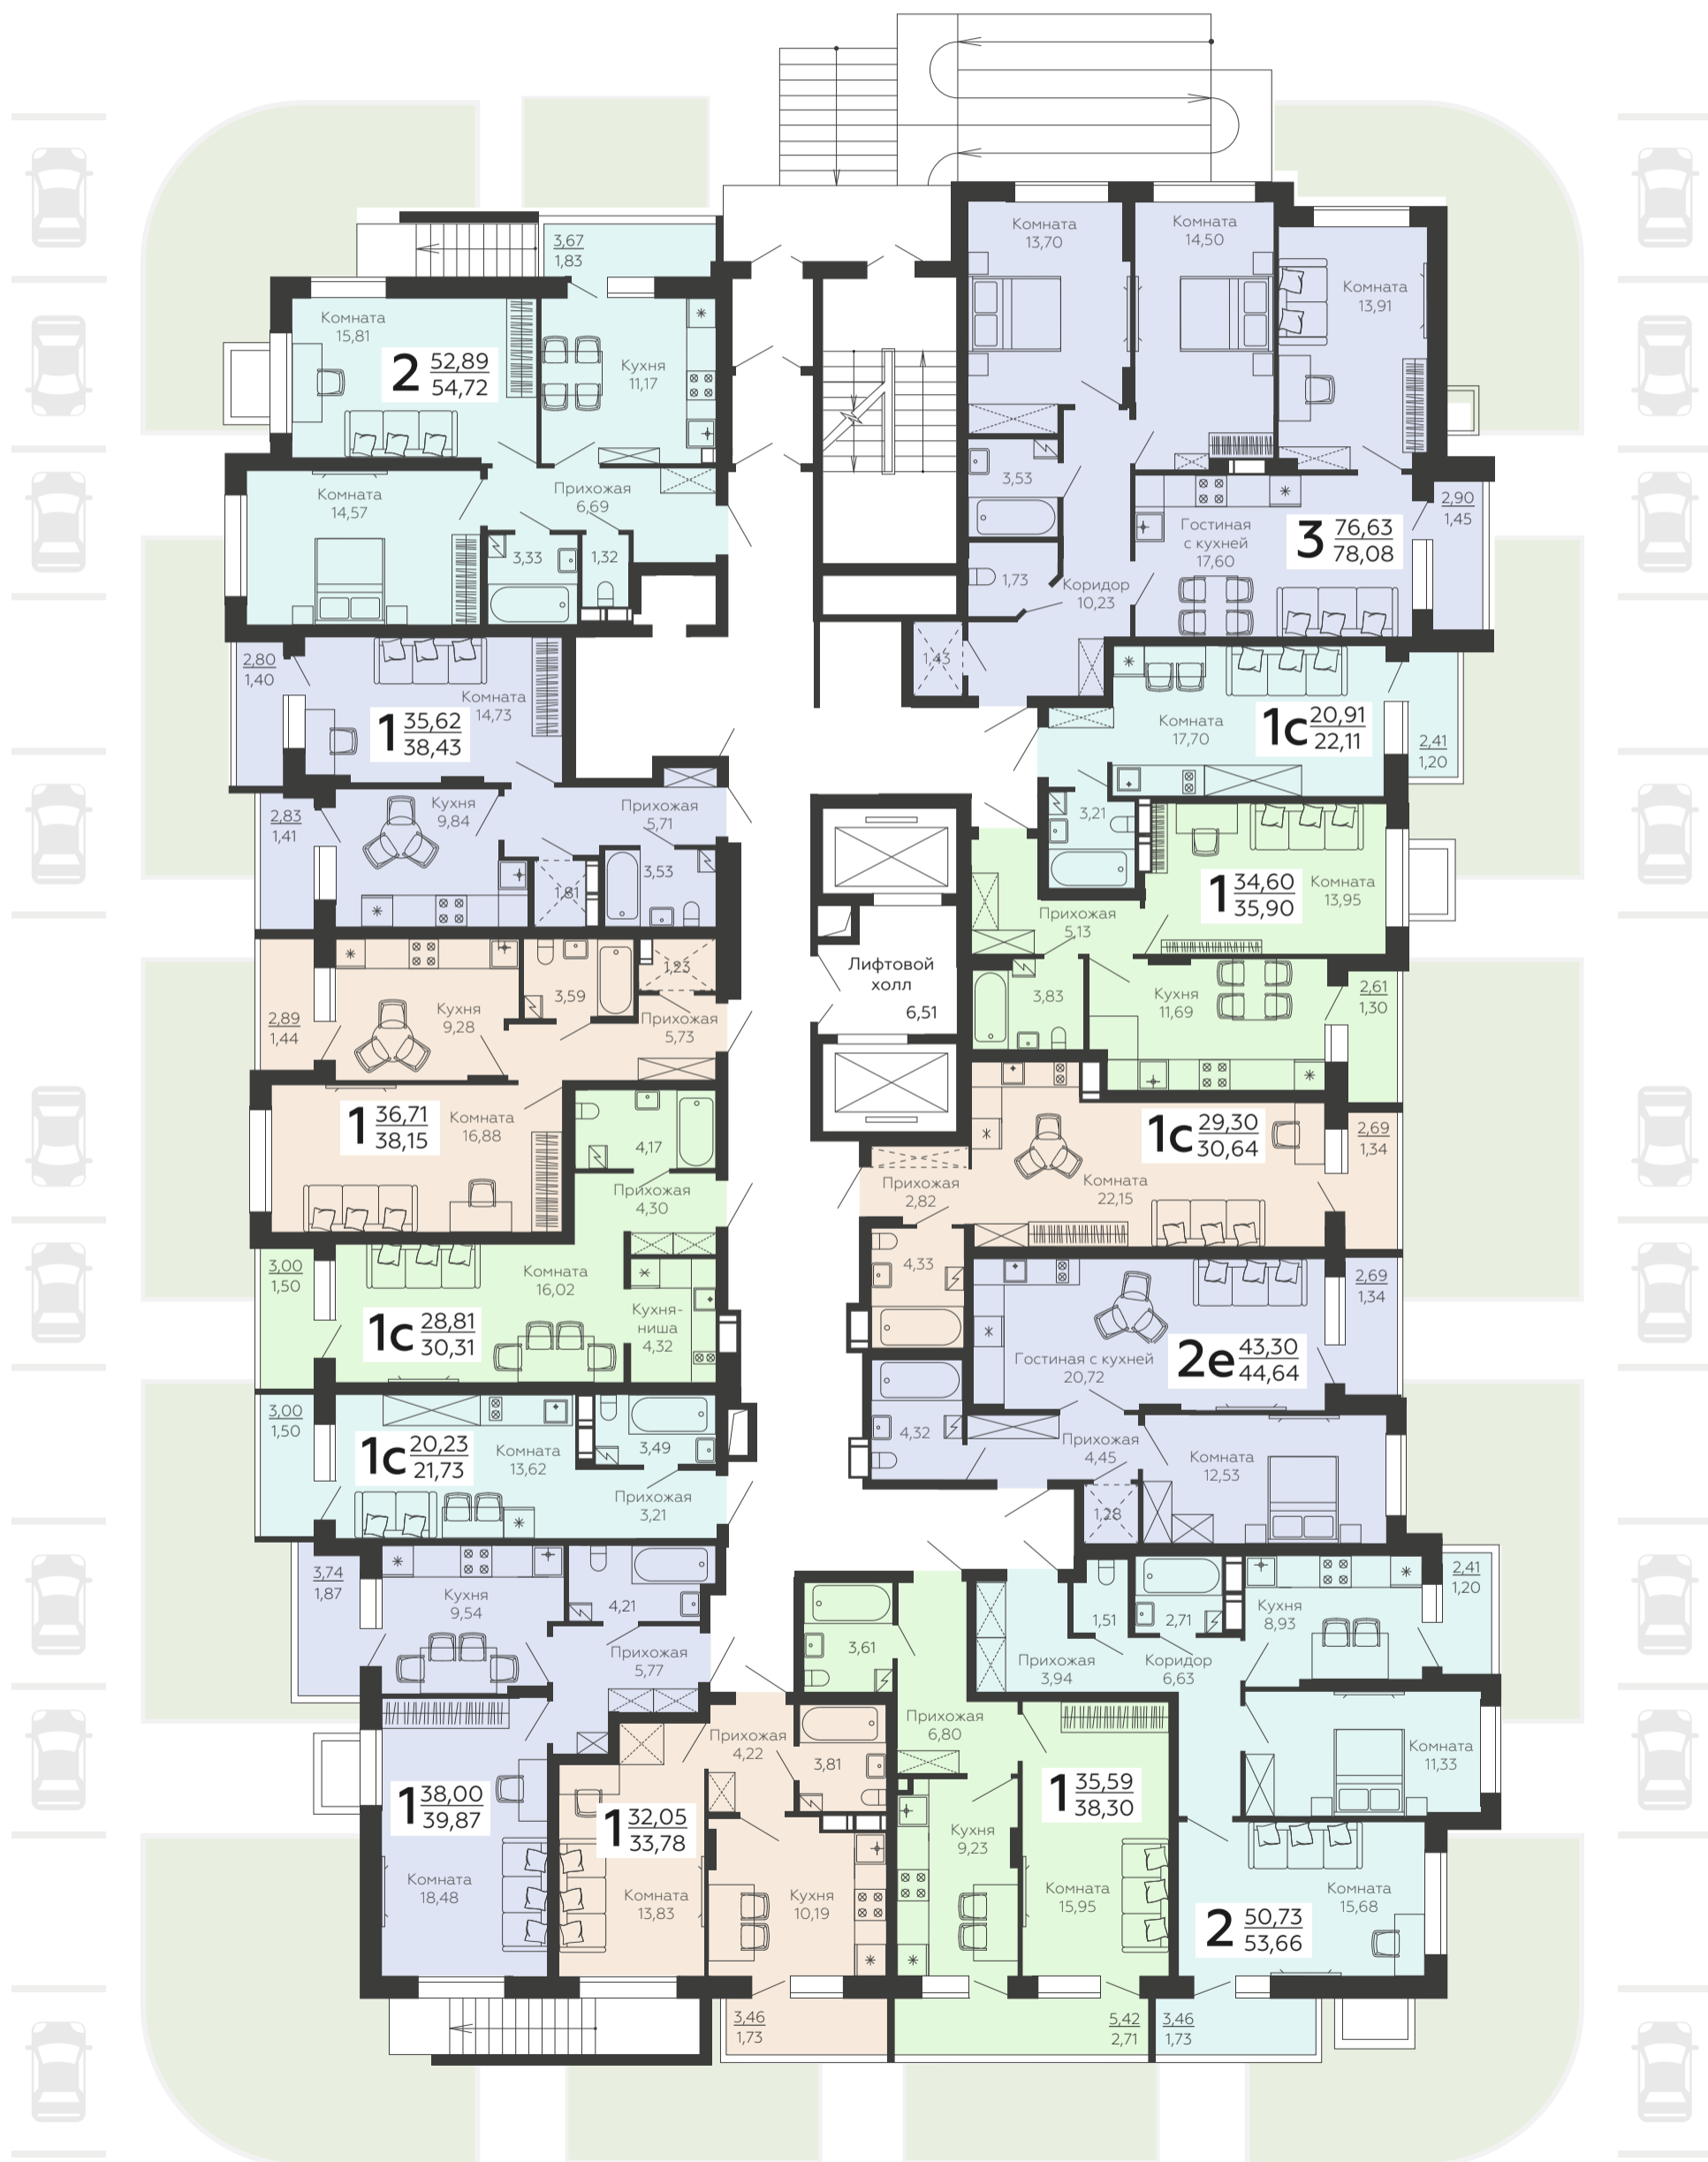 3,67
1,83
Комната
15,81
2
52,89
54,72
Кухня
11,17
Комната
14,57
Прихожая
6,69
3,33
1,32
Комната
13,70
Комната
14,50
Комната
13,91
3,53
1,73
Коридор
10,23
Гостиная
с кухней
17,60
3
76,63
78,08
2,90
1,45
1,43
2,80
1,40
Комната
14,73
1
35,62
38,43
2,83
1,41
Кухня
9,84
Прихожая
5,71
1,81
3,53
Комната
17,70
1с
20,91
22,11
2,41
1,20
3,21
1
34,60
35,90
Комната
13,95
Прихожая
5,13
3,83
Кухня
11,69
2,61
1,30
Лифтовой
холл
6,51
2,89
1,44
Кухня
9,28
3,59
1,23
Прихожая
5,73
1
36,71
38,15
Комната
16,88
4,17
Прихожая
4,30
1с
29,30
30,64
2,69
1,34
Прихожая
2,82
Комната
22,15
4,33
3,00
1,50
Комната
16,02
1с
28,81
30,31
Кухня-
ниша
4,32
2,69
1,34
Гостиная с кухней
20,72
2е
43,30
44,64
4,32
Прихожая
4,45
Комната
12,53
1,28
3,00
1,50
1с
20,23
21,73
Комната
13,62
3,49
Прихожая
3,21
3,74
1,87
Кухня
9,54
4,21
Прихожая
5,77
1
38,00
39,87
Комната
18,48
Прихожая
4,22
3,81
1
32,05
33,78
Комната
13,83
Кухня
10,19
3,46
1,73
3,61
Прихожая
6,80
1
35,59
38,30
Кухня
9,23
Комната
15,95
5,42
2,71
1,51
2,71
Прихожая
3,94
Коридор
6,63
Кухня
8,93
2,41
1,20
Комната
11,33
Комната
15,68
2
50,73
53,66
3,46
1,73